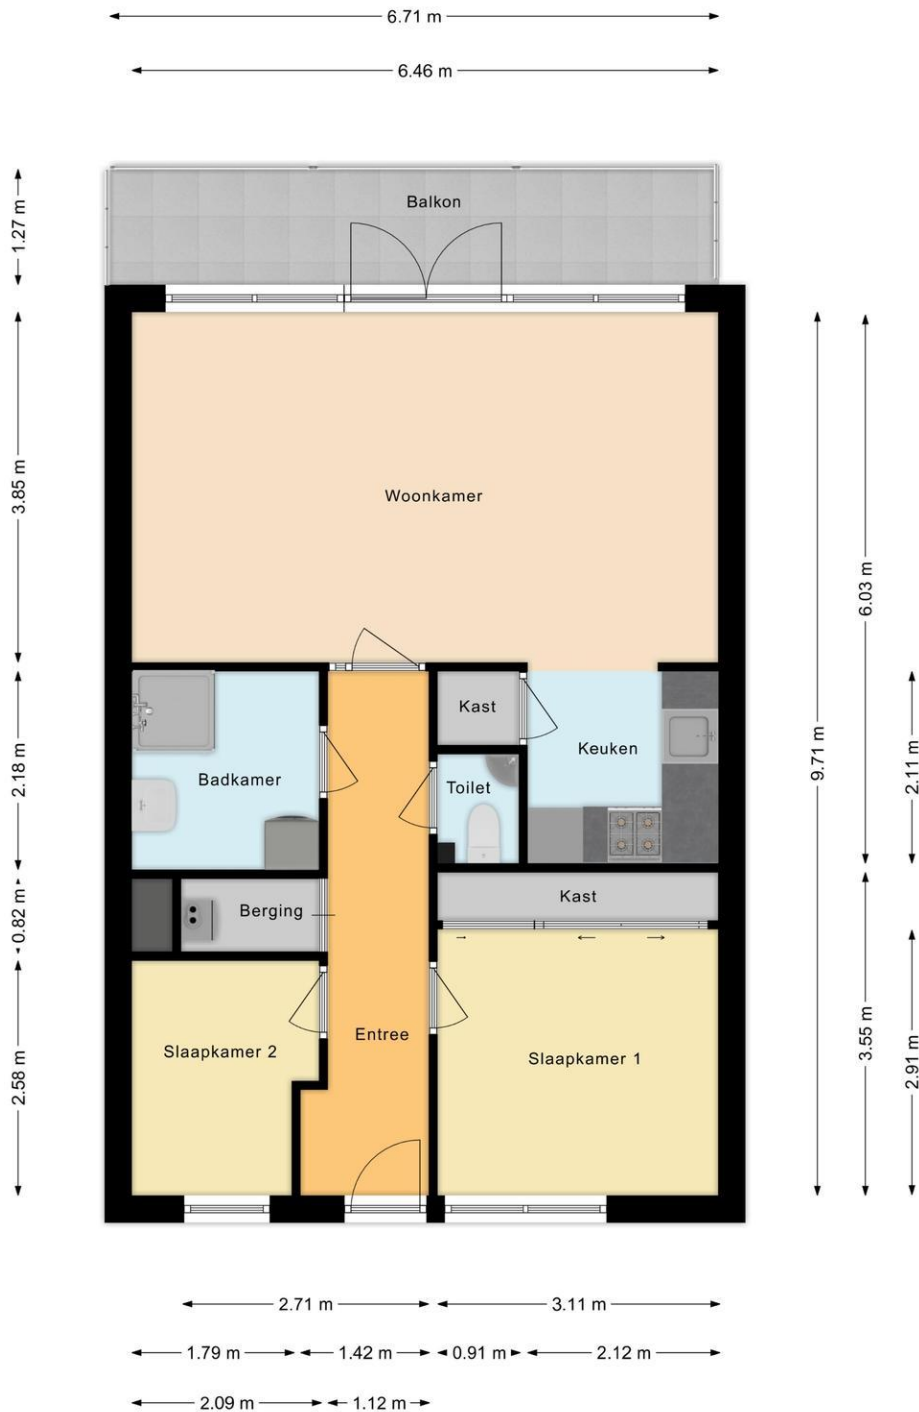 6.71 m
6.46 m
1.27 m
Balkon
3.85 m
Woonkamer
6.03 m
9.71 m
2.18 m
Badkamer
Kast
Toilet
Keuken
2.11 m
0.82 m
Berging
Kast
2.58 m
Slaapkamer 2
Entree
Slaapkamer 1
3.55 m
2.91 m
2.71 m
3.11 m
1.79 m
1.42 m
0.91 m
2.12 m
2.09 m
1.12 m